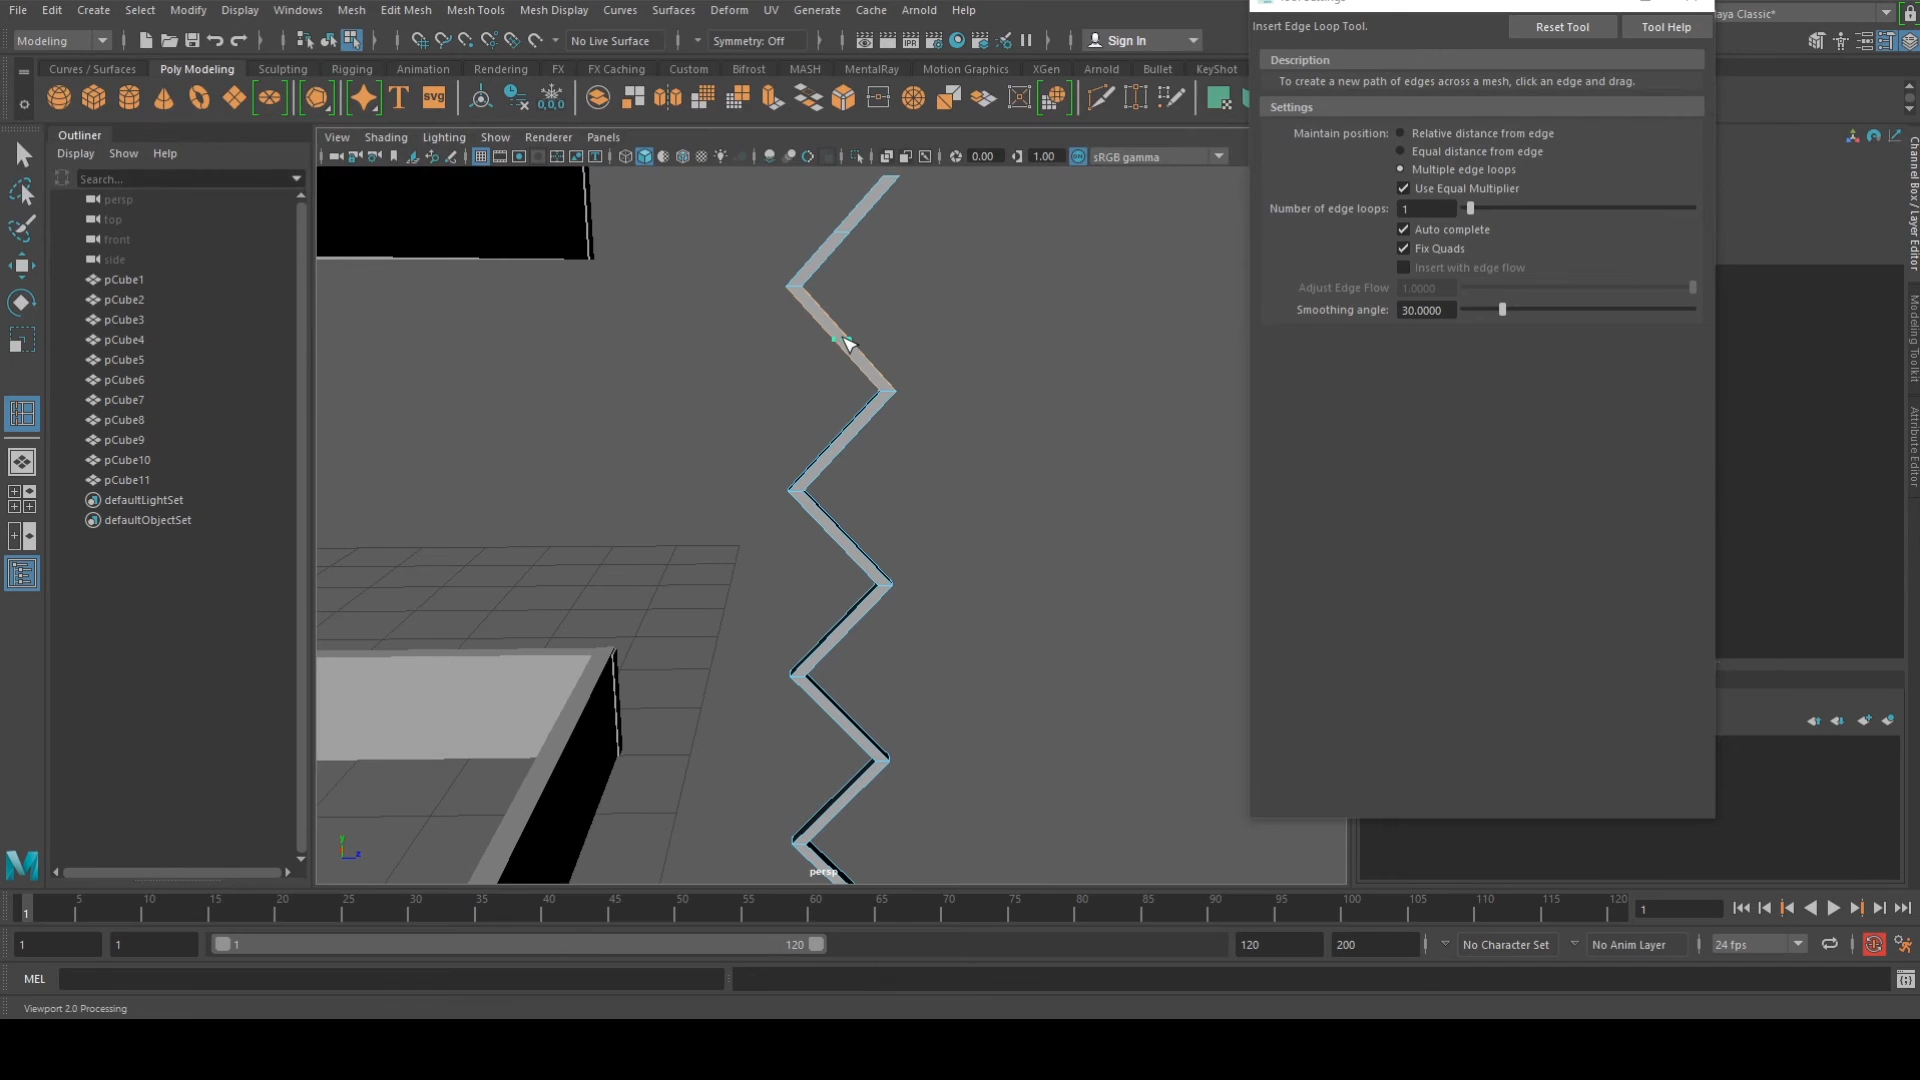 File Edit Create Select Modify Display Windows Mesh Edit Mesh Mesh Tools Mesh Display Curves Surfaces Deform UV Generate Cache Arnold Help
aya Classic*
Modeling
No Live Surface
Symmetry: Off
Sign In
Curves / Surfaces Poly Modeling Sculpting Rigging Animation Rendering FX FX Caching Custom Bifrost MASH MentalRay Motion Graphics XGen Arnold Bullet KeyShot
IPR
T
svg
0,0,0
Outliner
Display Show Help
Search...
persp
top
front
side
pCube1
pCube2
pCube3
pCube4
pCube5
pCube6
pCube7
pCube8
pCube9
pCube10
pCube11
defaultLightSet
defaultObjectSet
View Shading Lighting Show Renderer Panels
0.00
1.00
sRGB gamma
y
z
persp
Insert Edge Loop Tool.
Reset Tool
Tool Help
Description
To create a new path of edges across a mesh, click an edge and drag.
Settings
Maintain position:
Relative distance from edge
Equal distance from edge
Multiple edge loops
Use Equal Multiplier
Number of edge loops: 1
Auto complete
Fix Quads
Insert with edge flow
Adjust Edge Flow 1.0000
Smoothing angle: 30.0000
Channel Box / Layer Editor
Modeling Toolkit
Attribute Editor
1 5 10 15 20 25 30 35 40 45 50 55 60 65 70 75 80 85 90 95 100 105 110 115 120
1
1
1
1
120
120
200
No Character Set
No Anim Layer
24 fps
MEL
Viewport 2.0 Processing